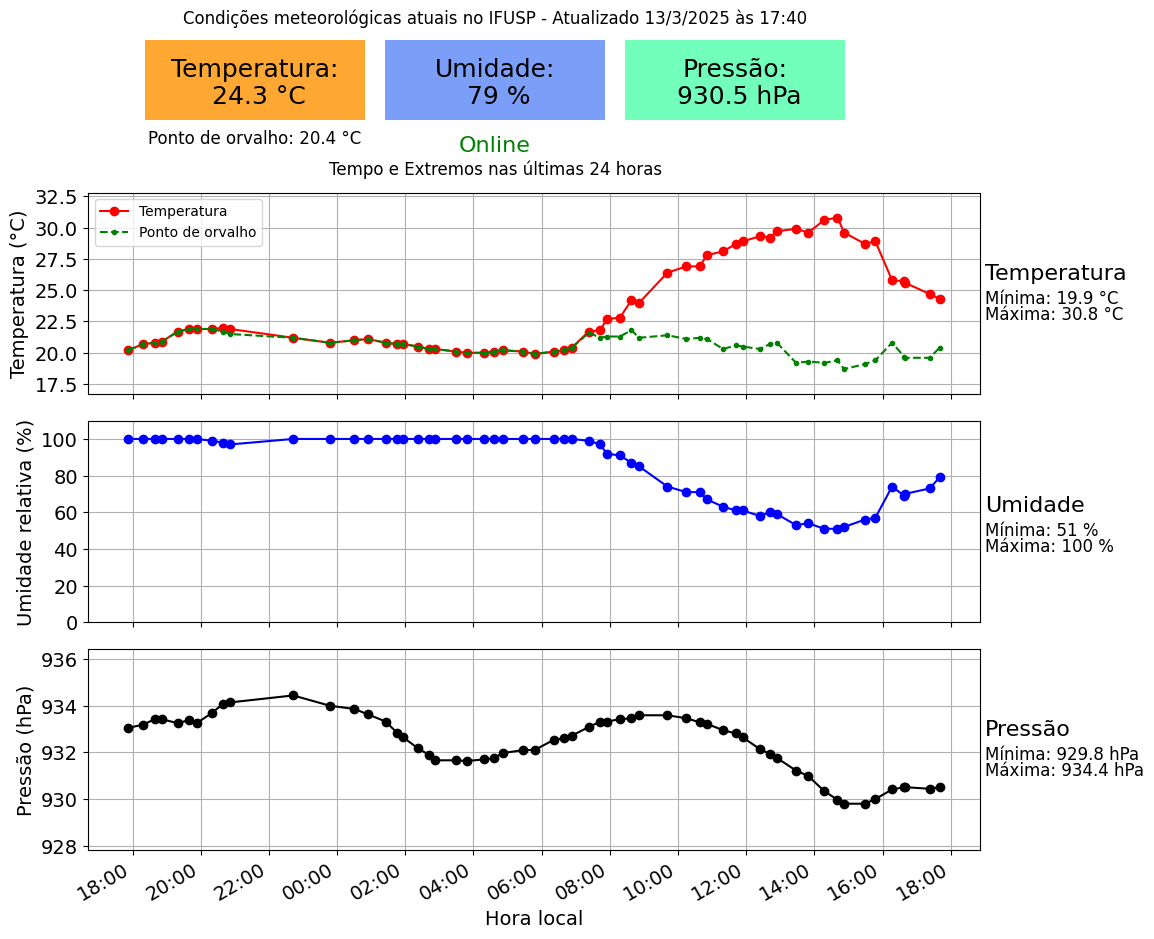 Condições meteorológicas atuais no IFUSP - Atualizado 13/3/2025 às 17:40
Temperatura:
24.3 °C
Umidade:
79 %
Pressão:
930.5 hPa
Ponto de orvalho: 20.4 °C
Online
Tempo e Extremos nas últimas 24 horas
Temperatura (°C)
32.5
30.0
27.5
25.0
22.5
20.0
17.5
Temperatura
Ponto de orvalho
Temperatura
Mínima: 19.9 °C
Máxima: 30.8 °C
Umidade relativa (%)
100
80
60
40
20
0
Umidade
Mínima: 51 %
Máxima: 100 %
Pressão (hPa)
936
934
932
930
928
Pressão
Mínima: 929.8 hPa
Máxima: 934.4 hPa
18:00 20:00 22:00 00:00 02:00 04:00 06:00 08:00 10:00 12:00 14:00 16:00 18:00
Hora local